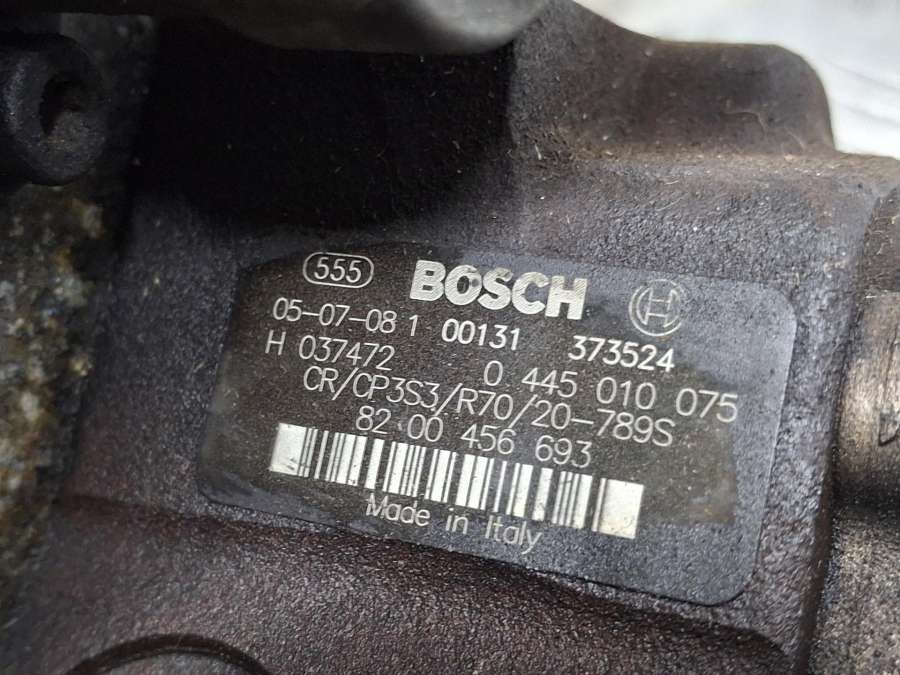 555 BOSCH H
05-07-08 1 00131 373524
H 037472 0 445 010 075
CR/CP3S3/R70/20-789S
82 00 456 693
Made in Italy